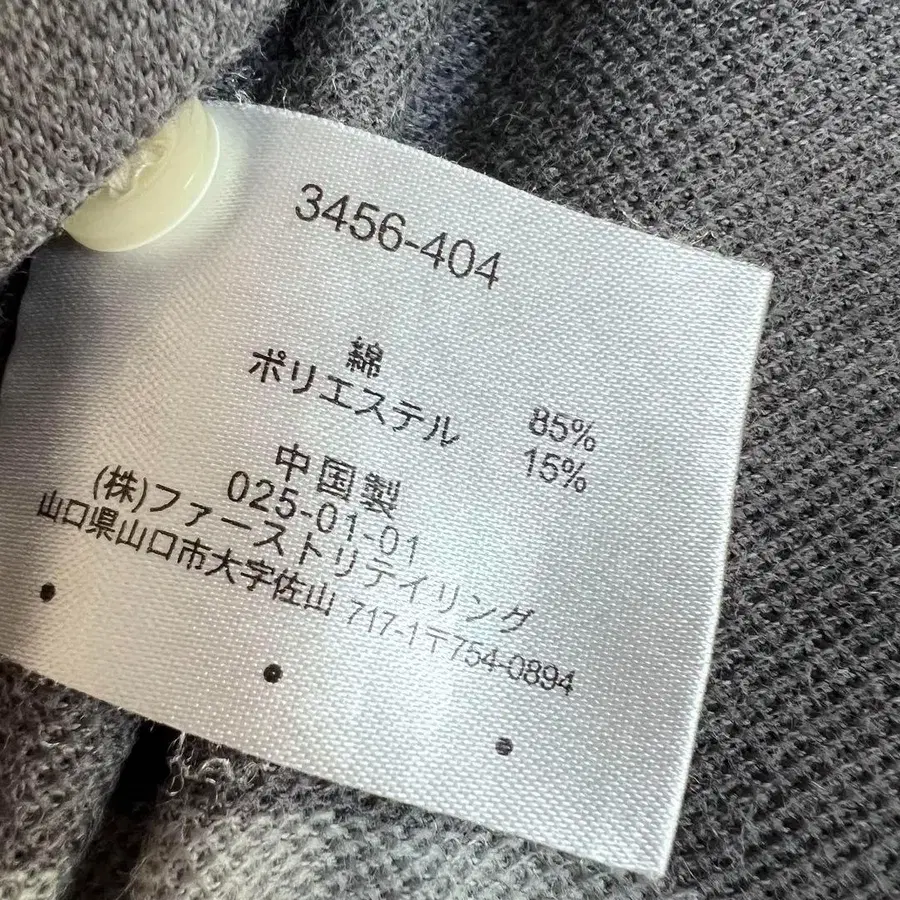 3456-404
綿 85%
ポリエステル 15%
中国製
025-01-01
(株)ファーストリテイリング
山口県山口市大字佐山 717-1〒754-0894